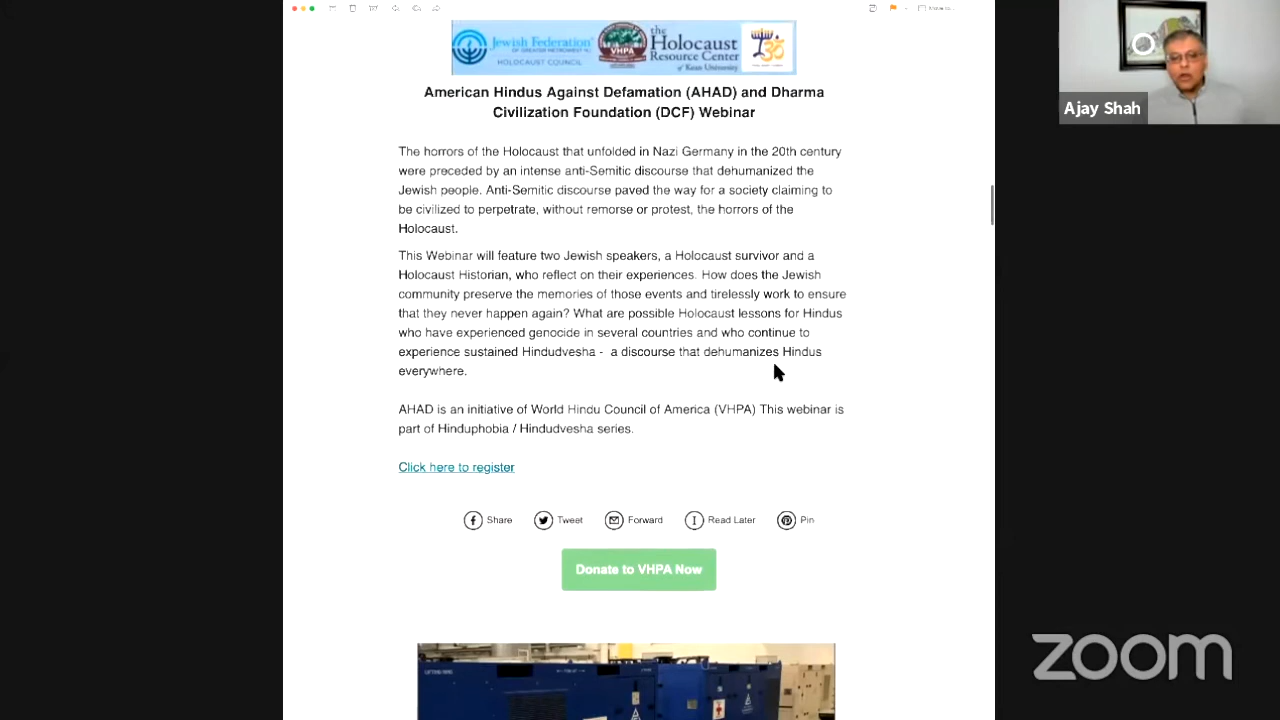 Jewish Federation
OF GREATER METROWEST NJ
HOLOCAUST COUNCIL
VHPA
the
Holocaust
Resource Center
of Kean University
American Hindus Against Defamation (AHAD) and Dharma
Civilization Foundation (DCF) Webinar
The horrors of the Holocaust that unfolded in Nazi Germany in the 20th century
were preceded by an intense anti-Semitic discourse that dehumanized the
Jewish people. Anti-Semitic discourse paved the way for a society claiming to
be civilized to perpetrate, without remorse or protest, the horrors of the
Holocaust.
This Webinar will feature two Jewish speakers, a Holocaust survivor and a
Holocaust Historian, who reflect on their experiences. How does the Jewish
community preserve the memories of those events and tirelessly work to ensure
that they never happen again? What are possible Holocaust lessons for Hindus
who have experienced genocide in several countries and who continue to
experience sustained Hindudvesha - a discourse that dehumanizes Hindus
everywhere.
AHAD is an initiative of World Hindu Council of America (VHPA) This webinar is
part of Hinduphobia / Hindudvesha series.
Click here to register
Share Tweet Forward Read Later Pin
Donate to VHPA Now
Ajay Shah
zoom